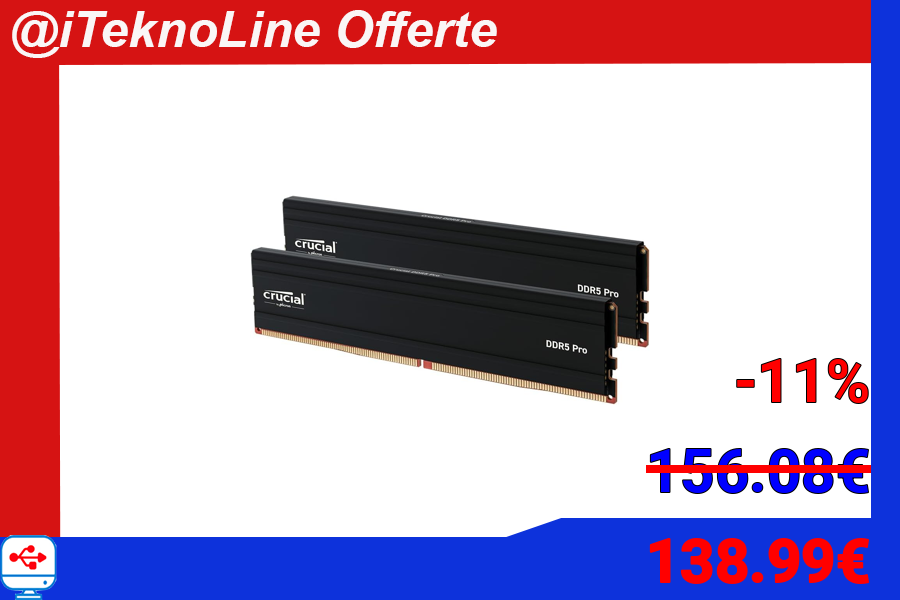 @iTeknoLine Offerte
crucial
DDR5 Pro
crucial
DDR5 Pro
-11%
156.08€
138.99€